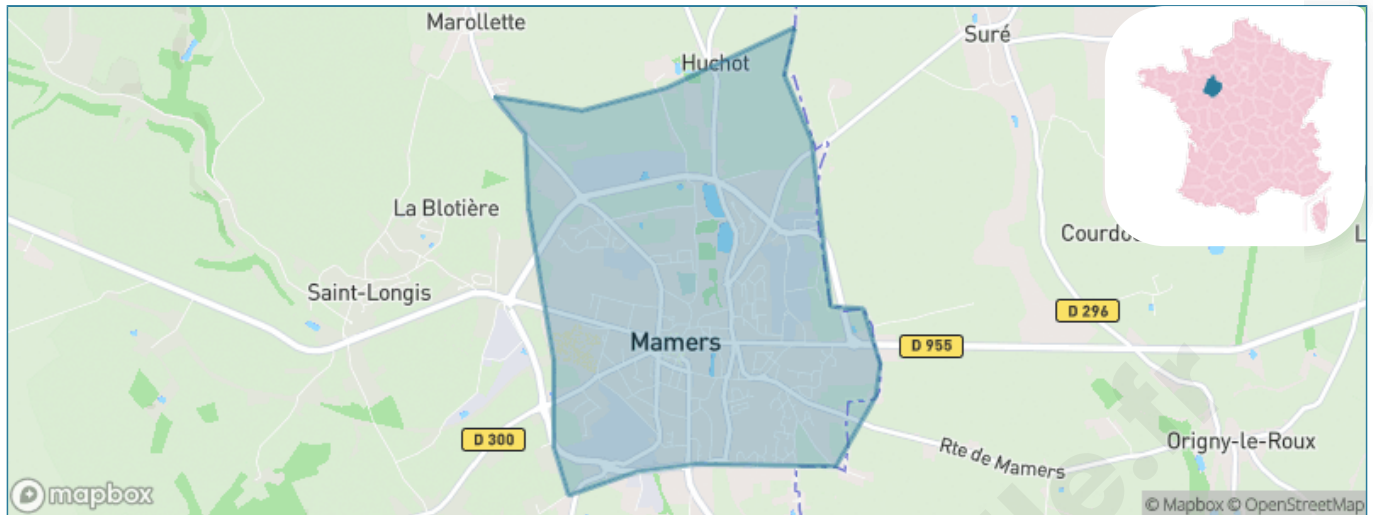 Marollette
Suré
Huchot
La Blotière
Saint-Longis
Mamers
D 296
D 955
D 300
Rte de Mamers
Origny-le-Roux
mapbox
© Mapbox © OpenStreetMap